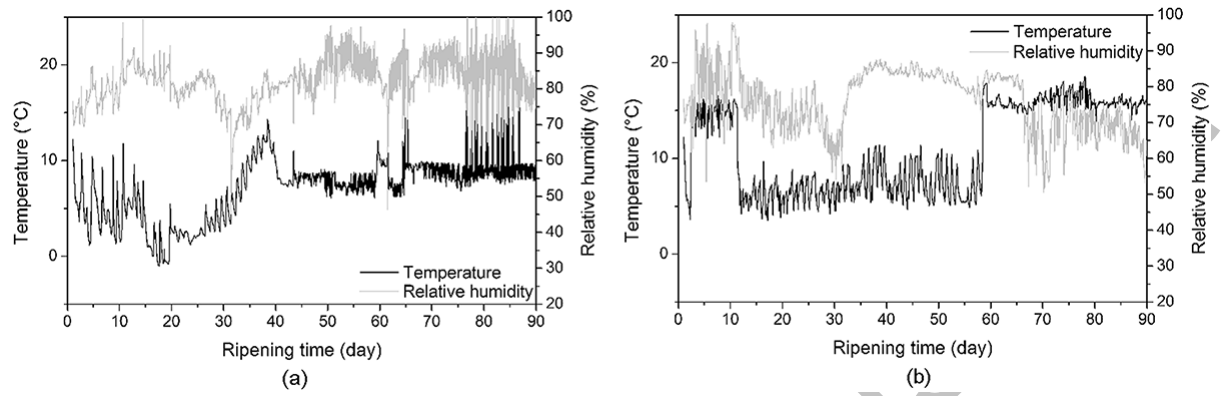 Temperature (°C)
20
10
0
100
90
80
70
60
50
40
30
20
Relative humidity (%)
Temperature
Relative humidity
0 10 20 30 40 50 60 70 80 90
Ripening time (day)
(a)
Temperature (°C)
20
10
0
100
90
80
70
60
50
40
30
20
Relative humidity (%)
Temperature
Relative humidity
0 10 20 30 40 50 60 70 80 90
Ripening time (day)
(b)